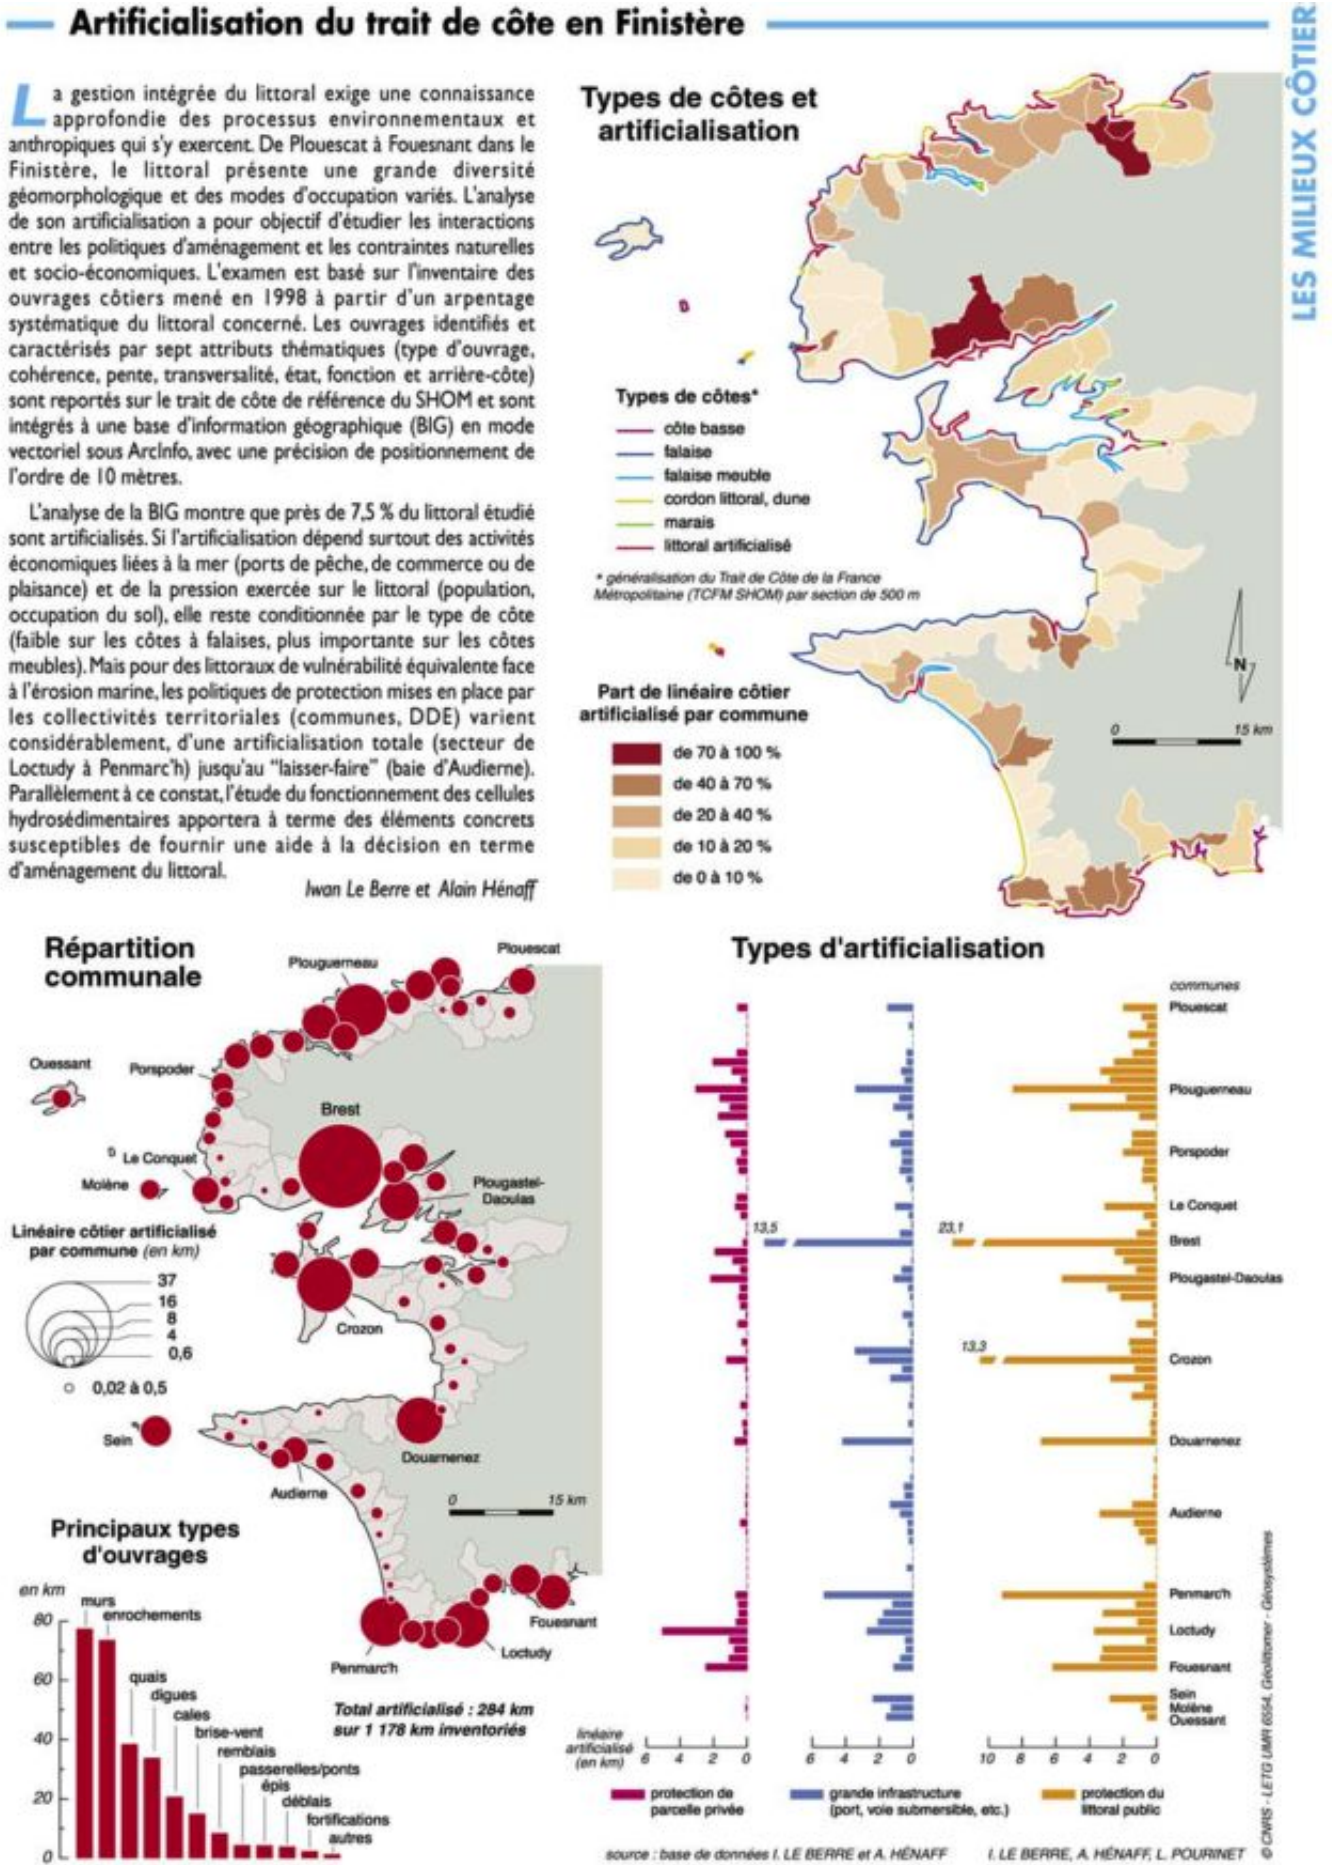 Artificialisation du trait de côte en Finistère
LES MILIEUX CÔTIER
La gestion intégrée du littoral exige une connaissance
approfondie des processus environnementaux et
anthropiques qui s'y exercent. De Plouescat à Fouesnant dans le
Finistère, le littoral présente une grande diversité
géomorphologique et des modes d'occupation variés. L'analyse
de son artificialisation a pour objectif d'étudier les interactions
entre les politiques d'aménagement et les contraintes naturelles
et socio-économiques. L'examen est basé sur l'inventaire des
ouvrages côtiers mené en 1998 à partir d'un arpentage
systématique du littoral concerné. Les ouvrages identifiés et
caractérisés par sept attributs thématiques (type d'ouvrage,
cohérence, pente, transversalité, état, fonction et arrière-côte)
sont reportés sur le trait de côte de référence du SHOM et sont
intégrés à une base d'information géographique (BIG) en mode
vectoriel sous ArcInfo, avec une précision de positionnement de
l'ordre de 10 mètres.
L'analyse de la BIG montre que près de 7,5 % du littoral étudié
sont artificialisés. Si l'artificialisation dépend surtout des activités
économiques liées à la mer (ports de pêche, de commerce ou de
plaisance) et de la pression exercée sur le littoral (population,
occupation du sol), elle reste conditionnée par le type de côte
(faible sur les côtes à falaises, plus importante sur les côtes
meubles). Mais pour des littoraux de vulnérabilité équivalente face
à l'érosion marine, les politiques de protection mises en place par
les collectivités territoriales (communes, DDE) varient
considérablement, d'une artificialisation totale (secteur de
Loctudy à Penmarc'h) jusqu'au "laisser-faire" (baie d'Audierne).
Parallèlement à ce constat, l'étude du fonctionnement des cellules
hydrosédimentaires apportera à terme des éléments concrets
susceptibles de fournir une aide à la décision en terme
d'aménagement du littoral.
Iwan Le Berre et Alain Hénaff
Types de côtes et
artificialisation
Types de côtes*
côte basse
falaise
falaise meuble
cordon littoral, dune
marais
littoral artificialisé
* généralisation du Trait de Côte de la France
Métropolitaine (TCFM SHOM) par section de 500 m
Part de linéaire côtier
artificialisé par commune
de 70 à 100 %
de 40 à 70 %
de 20 à 40 %
de 10 à 20 %
de 0 à 10 %
N
0 15 km
Répartition
communale
Plouescat
Plouguerneau
Ouessant
Porspoder
Brest
Le Conquet
Molène
Plougastel-
Daoulas
Linéaire côtier artificialisé
par commune (en km)
37
16
8
4
0,6
0,02 à 0,5
Crozon
Sein
Douarnenez
Audierne
0 15 km
Fouesnant
Loctudy
Penmarc'h
Total artificialisé : 284 km
sur 1 178 km inventoriés
Principaux types
d'ouvrages
en km
80
60
40
20
0
murs
enrochements
quais
digues
cales
brise-vent
remblais
passerelles/ponts
épis
déblais
fortifications
autres
Types d'artificialisation
communes
Plouescat
Plouguerneau
Porspoder
Le Conquet
13,5 23,1 Brest
Plougastel-Daoulas
13,3 Crozon
Douarnenez
Audierne
Penmarc'h
Loctudy
Fouesnant
Sein
Molène
Ouessant
linéaire
artificialisé
(en km)
6 4 2 0 6 4 2 0 10 8 6 4 2 0
protection de
parcelle privée
grande infrastructure
(port, voie submersible, etc.)
protection du
littoral public
source : base de données I. LE BERRE et A. HÉNAFF
I. LE BERRE, A. HÉNAFF, L. POURINET
© CNRS - LETG UMR 6554, Géolittomer - Géosystèmes